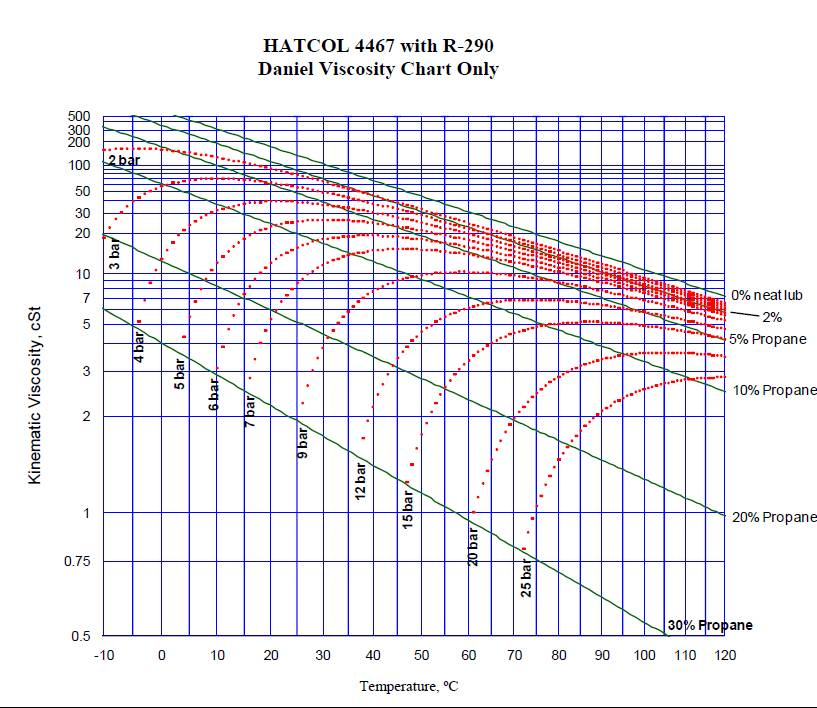 HATCOL 4467 with R-290
Daniel Viscosity Chart Only
Kinematic Viscosity, cSt
500
300
200
100
50
30
20
10
7
5
3
2
1
0.75
0.5
2 bar
3 bar
4 bar
5 bar
6 bar
7 bar
9 bar
12 bar
15 bar
20 bar
25 bar
0% neat lub
2%
5% Propane
10% Propane
20% Propane
30% Propane
-10 0 10 20 30 40 50 60 70 80 90 100 110 120
Temperature, ºC